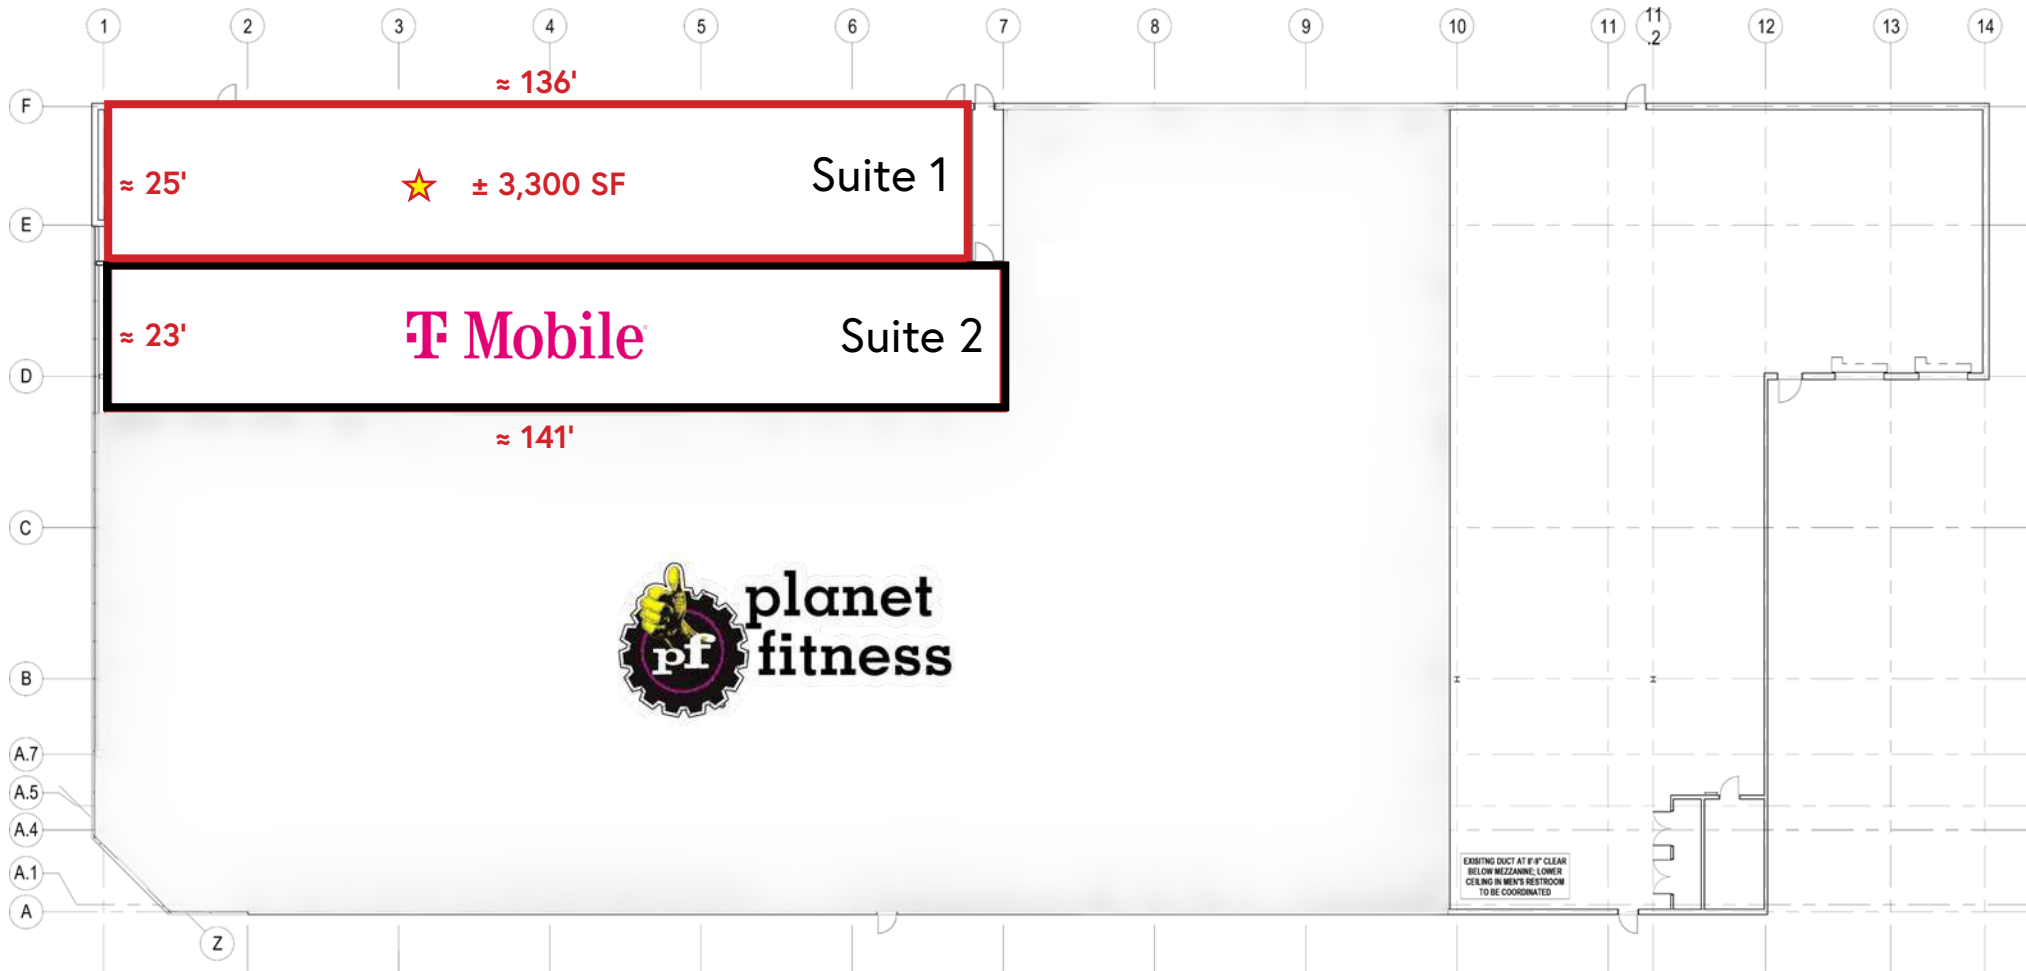 1 2 3 4 5 6 7 8 9 10 11 11 .2 12 13 14
≈ 136'
F
≈ 25'
± 3,300 SF
Suite 1
E
≈ 23'
T Mobile
Suite 2
D
≈ 141'
C
planet
fitness
pf
B
A.7
A.5
A.4
EXISITNG DUCT AT 8'-9" CLEAR
BELOW MEZZANINE; LOWER
CEILING IN MEN'S RESTROOM
TO BE COORDINATED
A.1
A
Z